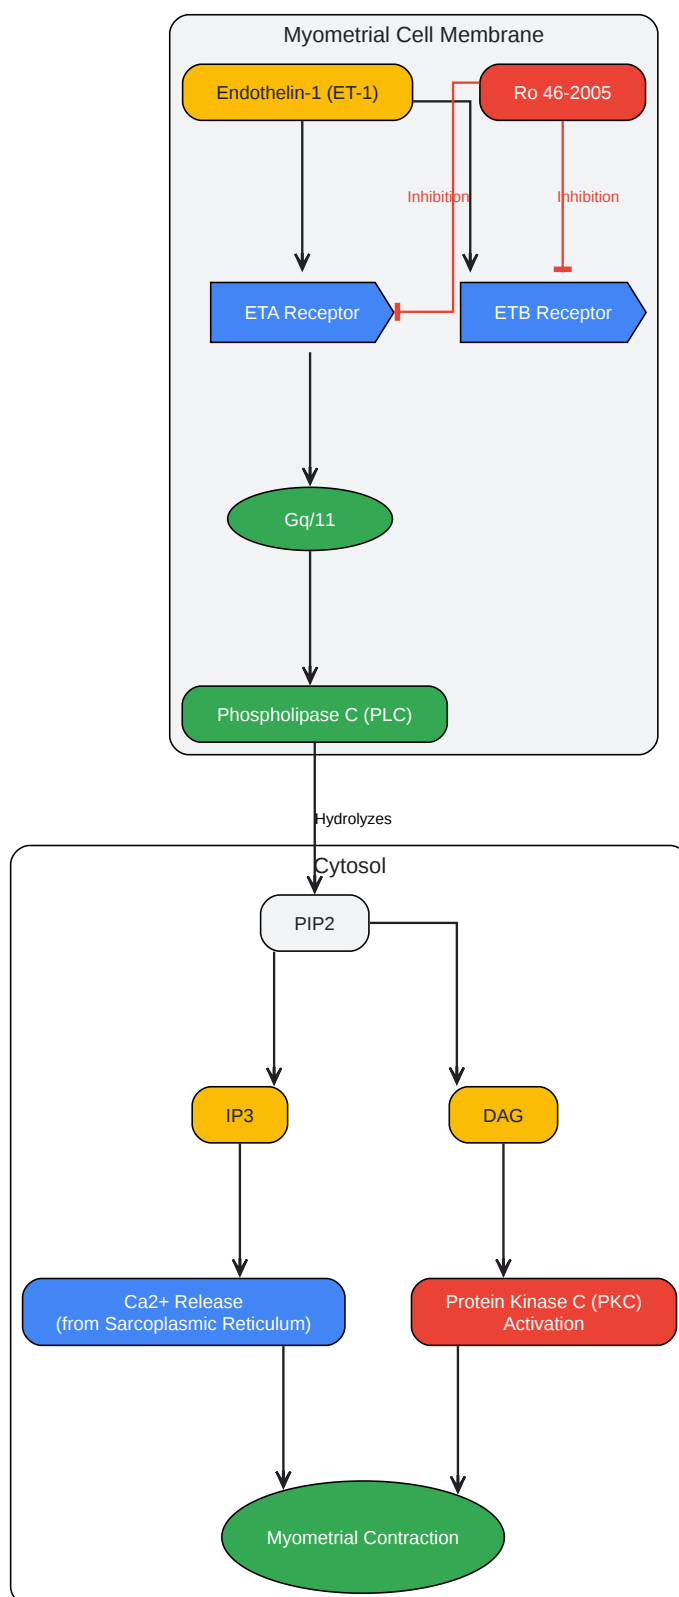 Myometrial Cell Membrane
Endothelin-1 (ET-1)
Ro 46-2005
Inhibition
Inhibition
ETA Receptor
ETB Receptor
Gq/11
Phospholipase C (PLC)
Hydrolyzes
Cytosol
PIP2
IP3
DAG
Ca2+ Release
(from Sarcoplasmic Reticulum)
Protein Kinase C (PKC)
Activation
Myometrial Contraction